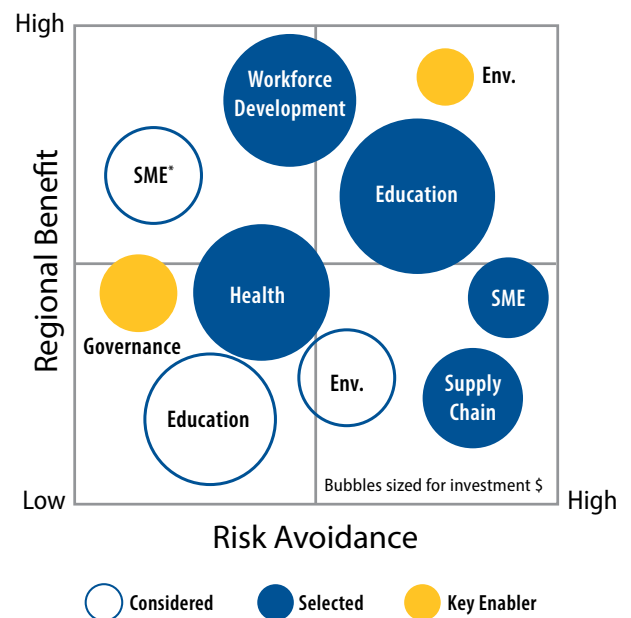 High
Workforce
Development
Env.
SME*
Education
Regional Benefit
Health
SME
Governance
Env.
Supply
Chain
Education
Bubbles sized for investment $
Low
High
Risk Avoidance
Considered
Selected
Key Enabler